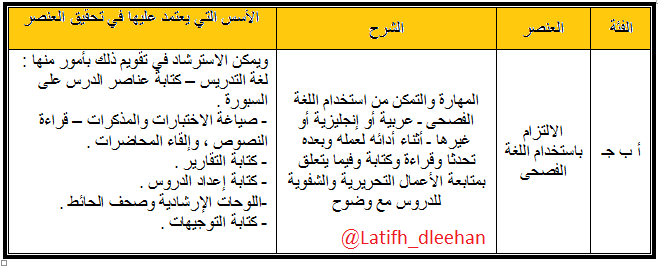 الفئة
العنصر
الشرح
الأسس التي يعتمد عليها في تحقيق العنصر
أ ب جـ
الالتزام
باستخدام اللغة
الفصحى
المهارة والتمكن من استخدام اللغة
الفصحى ـ عربية أو إنجليزية أو
غيرها ـ أثناء أدائه لعمله وبعده
تحدثا وقراءة وكتابة وفيما يتعلق
بمتابعة الأعمال التحريرية والشفوية
للدروس مع وضوح
@Latifh_dleehan
ويمكن الاسترشاد في تقويم ذلك بأمور منها :
لغة التدريس – كتابة عناصر الدرس على
السبورة .
- صياغة الاختبارات والمذكرات – قراءة
النصوص ، وإلقاء المحاضرات .
- كتابة التقارير .
- كتابة إعداد الدروس .
-اللوحات الإرشادية وصحف الحائط .
- كتابة التوجيهات .